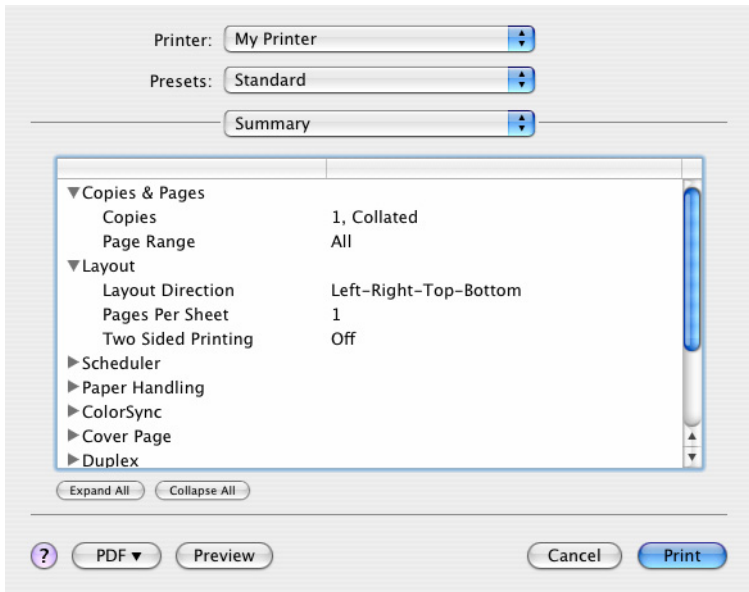 Printer: My Printer
Presets: Standard
Summary
Copies & Pages
Copies 1, Collated
Page Range All
Layout
Layout Direction Left-Right-Top-Bottom
Pages Per Sheet 1
Two Sided Printing Off
Scheduler
Paper Handling
ColorSync
Cover Page
Duplex
Expand All Collapse All
? PDF Preview Cancel Print